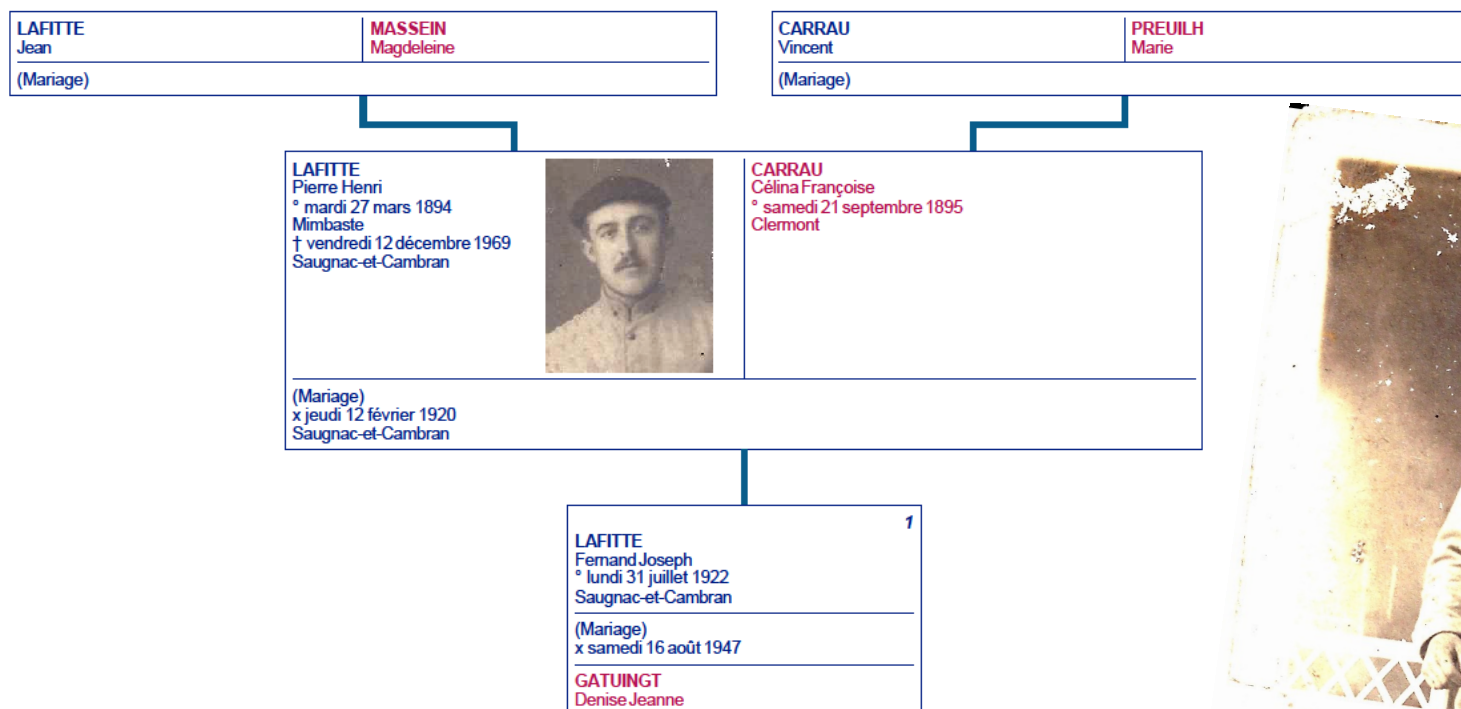 LAFITTE
Jean
MASSEIN
Magdeleine
(Mariage)
CARRAU
Vincent
PREUILH
Marie
(Mariage)
LAFITTE
Pierre Henri
° mardi 27 mars 1894
Mimbaste
† vendredi 12 décembre 1969
Saugnac-et-Cambran
CARRAU
Célina Françoise
° samedi 21 septembre 1895
Clermont
(Mariage)
x jeudi 12 février 1920
Saugnac-et-Cambran
1
LAFITTE
Fernand Joseph
° lundi 31 juillet 1922
Saugnac-et-Cambran
(Mariage)
x samedi 16 août 1947
GATUINGT
Denise Jeanne